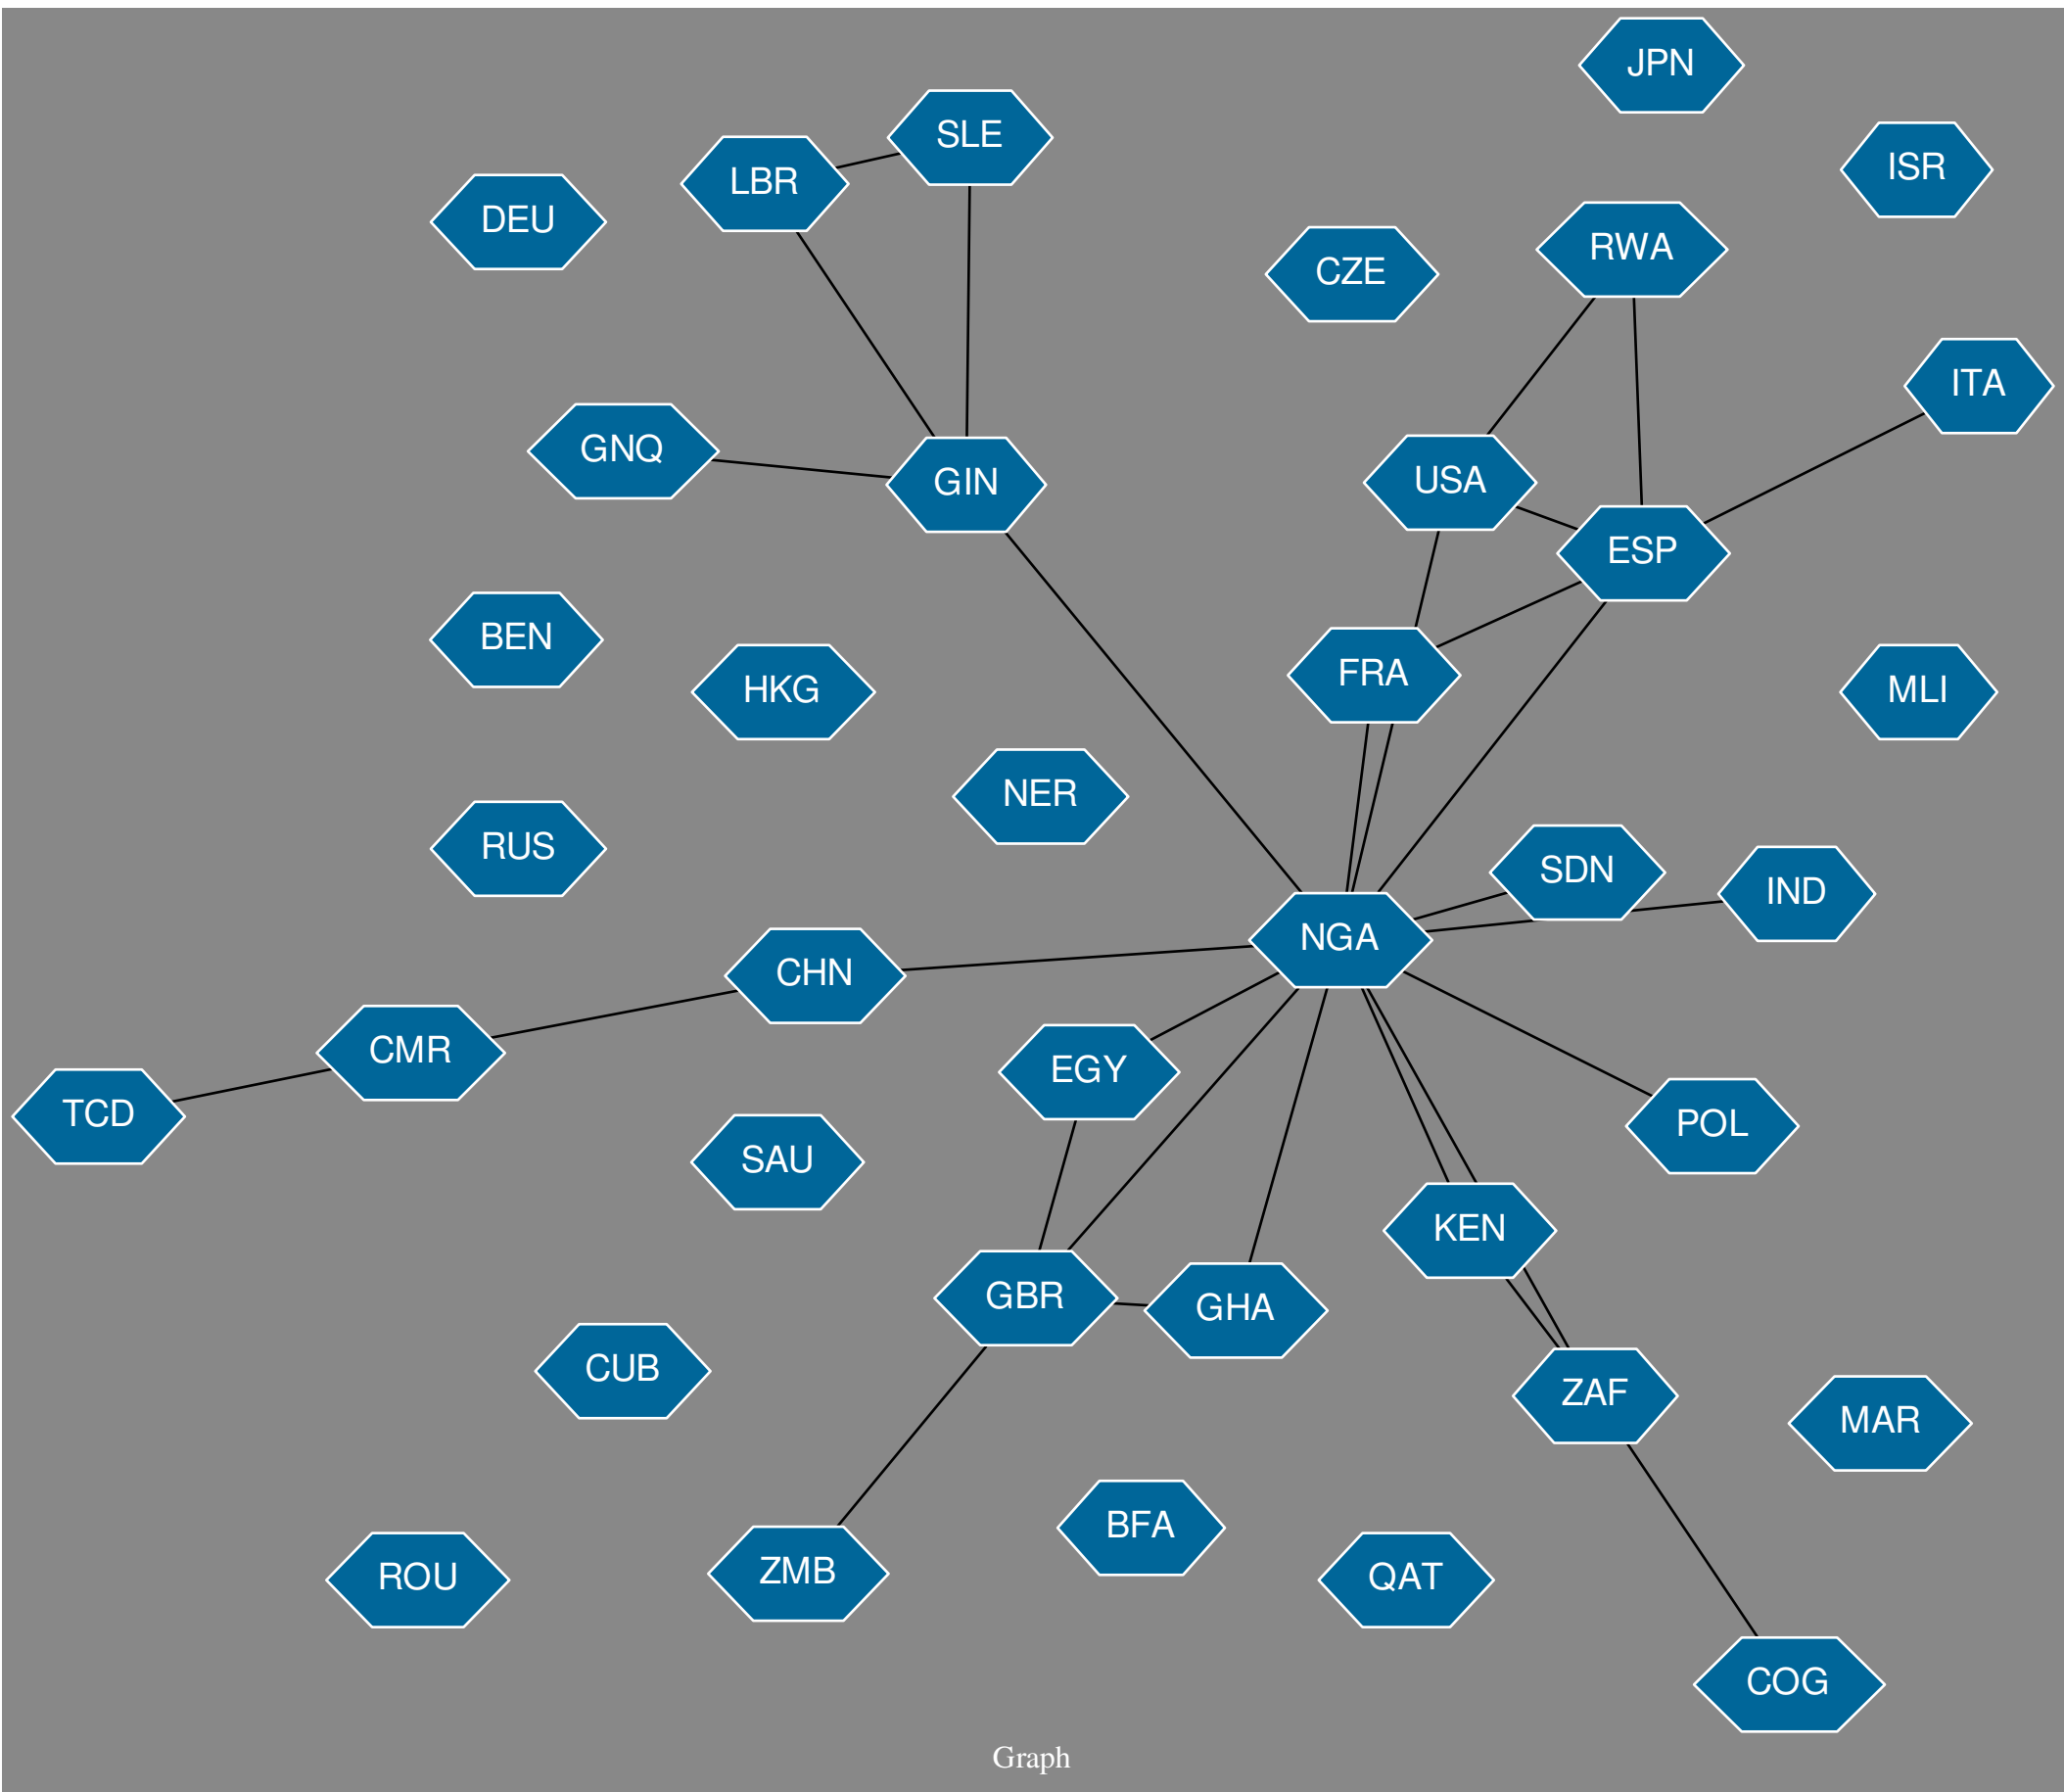 JPN
SLE
ISR
LBR
DEU
RWA
CZE
ITA
GNQ
GIN
USA
ESP
BEN
FRA
HKG
MLI
NER
RUS
SDN
IND
NGA
CHN
CMR
EGY
TCD
POL
SAU
KEN
GBR
GHA
CUB
ZAF
MAR
BFA
ZMB
ROU
QAT
COG
Graph